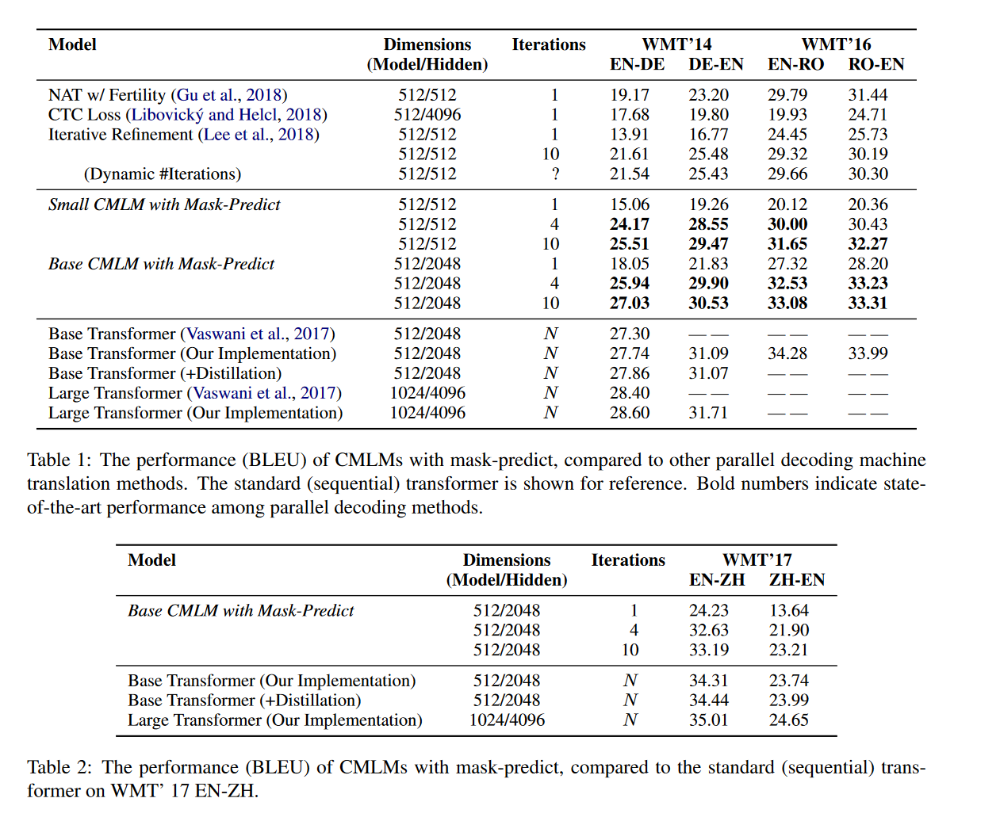 Model Dimensions Iterations WMT’14 WMT’16
(Model/Hidden) EN-DE DE-EN EN-RO RO-EN
NAT w/ Fertility (Gu et al., 2018) 512/512 1 19.17 23.20 29.79 31.44
CTC Loss (Libovický and Helcl, 2018) 512/4096 1 17.68 19.80 19.93 24.71
Iterative Refinement (Lee et al., 2018) 512/512 1 13.91 16.77 24.45 25.73
512/512 10 21.61 25.48 29.32 30.19
(Dynamic #Iterations) 512/512 ? 21.54 25.43 29.66 30.30
Small CMLM with Mask-Predict 512/512 1 15.06 19.26 20.12 20.36
512/512 4 24.17 28.55 30.00 30.43
512/512 10 25.51 29.47 31.65 32.27
Base CMLM with Mask-Predict 512/2048 1 18.05 21.83 27.32 28.20
512/2048 4 25.94 29.90 32.53 33.23
512/2048 10 27.03 30.53 33.08 33.31
Base Transformer (Vaswani et al., 2017) 512/2048 N 27.30 —— —— ——
Base Transformer (Our Implementation) 512/2048 N 27.74 31.09 34.28 33.99
Base Transformer (+Distillation) 512/2048 N 27.86 31.07 —— ——
Large Transformer (Vaswani et al., 2017) 1024/4096 N 28.40 —— —— ——
Large Transformer (Our Implementation) 1024/4096 N 28.60 31.71 —— ——
Table 1: The performance (BLEU) of CMLMs with mask-predict, compared to other parallel decoding machine
translation methods. The standard (sequential) transformer is shown for reference. Bold numbers indicate state-
of-the-art performance among parallel decoding methods.
Model Dimensions Iterations WMT’17
(Model/Hidden) EN-ZH ZH-EN
Base CMLM with Mask-Predict 512/2048 1 24.23 13.64
512/2048 4 32.63 21.90
512/2048 10 33.19 23.21
Base Transformer (Our Implementation) 512/2048 N 34.31 23.74
Base Transformer (+Distillation) 512/2048 N 34.44 23.99
Large Transformer (Our Implementation) 1024/4096 N 35.01 24.65
Table 2: The performance (BLEU) of CMLMs with mask-predict, compared to the standard (sequential) trans-
former on WMT’ 17 EN-ZH.